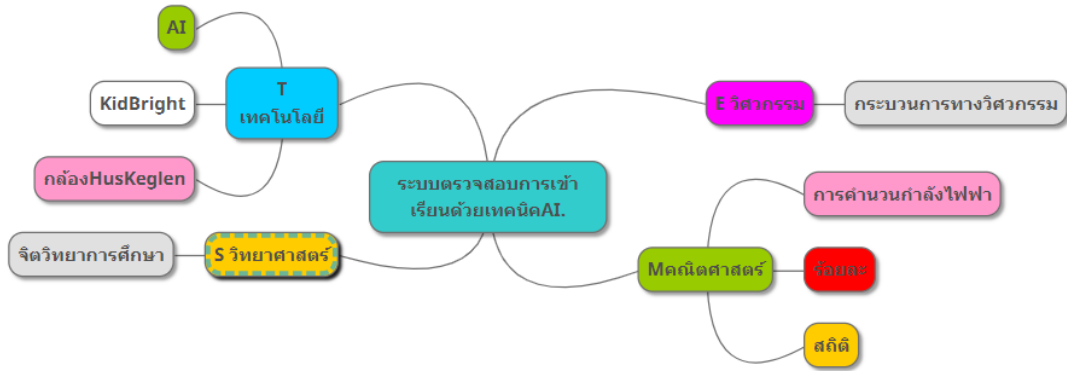 AI
T
เทคโนโลยี
KidBright
กล้องHusKeglen
ระบบตรวจสอบการเข้า
เรียนด้วยเทคนิคAI.
S วิทยาศาสตร์
จิตวิทยาการศึกษา
E วิศวกรรม
กระบวนการทางวิศวกรรม
Mคณิตศาสตร์
การคำนวนกำลังไฟฟา
ร้อยละ
สถิติ